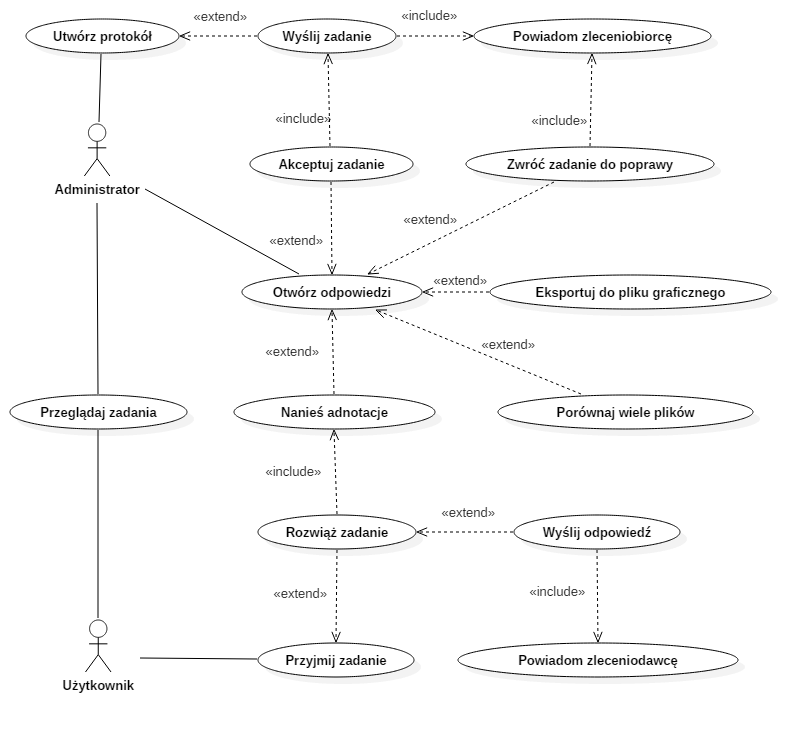 «extend»
«include»
Utwórz protokół
Wyślij zadanie
Powiadom zleceniobiorcę
«include»
«include»
Akceptuj zadanie
Zwróć zadanie do poprawy
Administrator
«extend»
«extend»
«extend»
Otwórz odpowiedzi
Eksportuj do pliku graficznego
«extend»
«extend»
Przeglądaj zadania
Nanieś adnotacje
Porównaj wiele plików
«include»
«extend»
Rozwiąż zadanie
Wyślij odpowiedź
«extend»
«include»
Przyjmij zadanie
Powiadom zleceniodawcę
Użytkownik